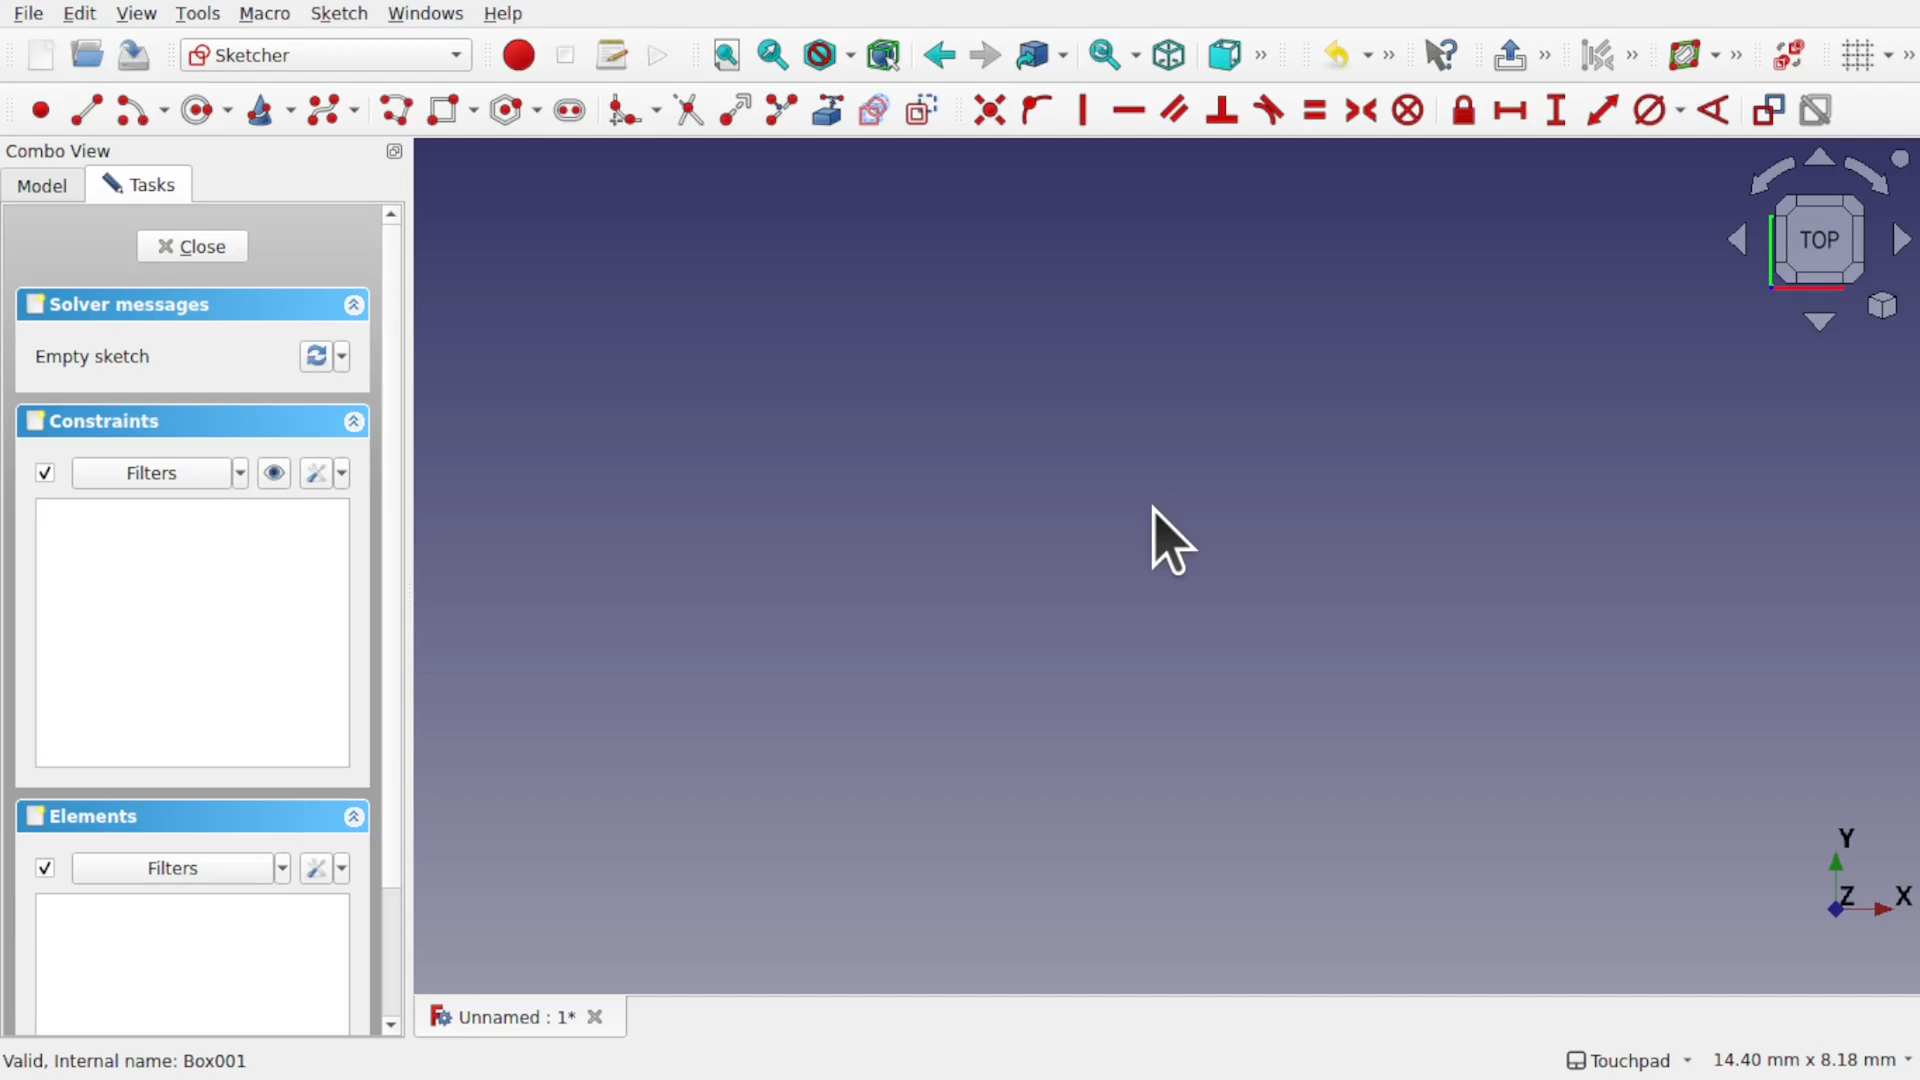 File Edit View Tools Macro Sketch Windows Help
Sketcher
Combo View
Model Tasks
Close
Solver messages
Empty sketch
Constraints
Filters
Elements
Filters
TOP
Y
Z X
Unnamed : 1*
Valid, Internal name: Box001 Touchpad 14.40 mm x 8.18 mm